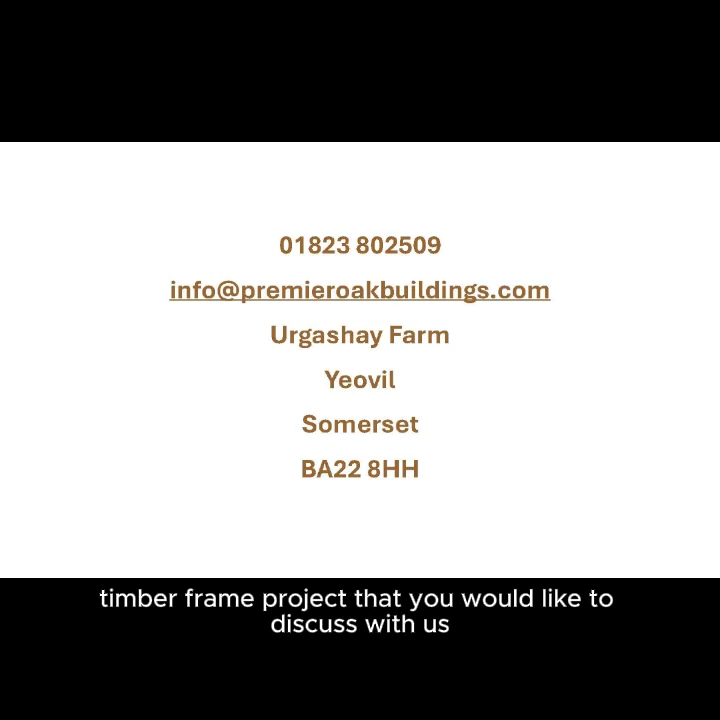 01823 802509
info@premieroakbuildings.com
Urgashay Farm
Yeovil
Somerset
BA22 8HH
timber frame project that you would like to
discuss with us